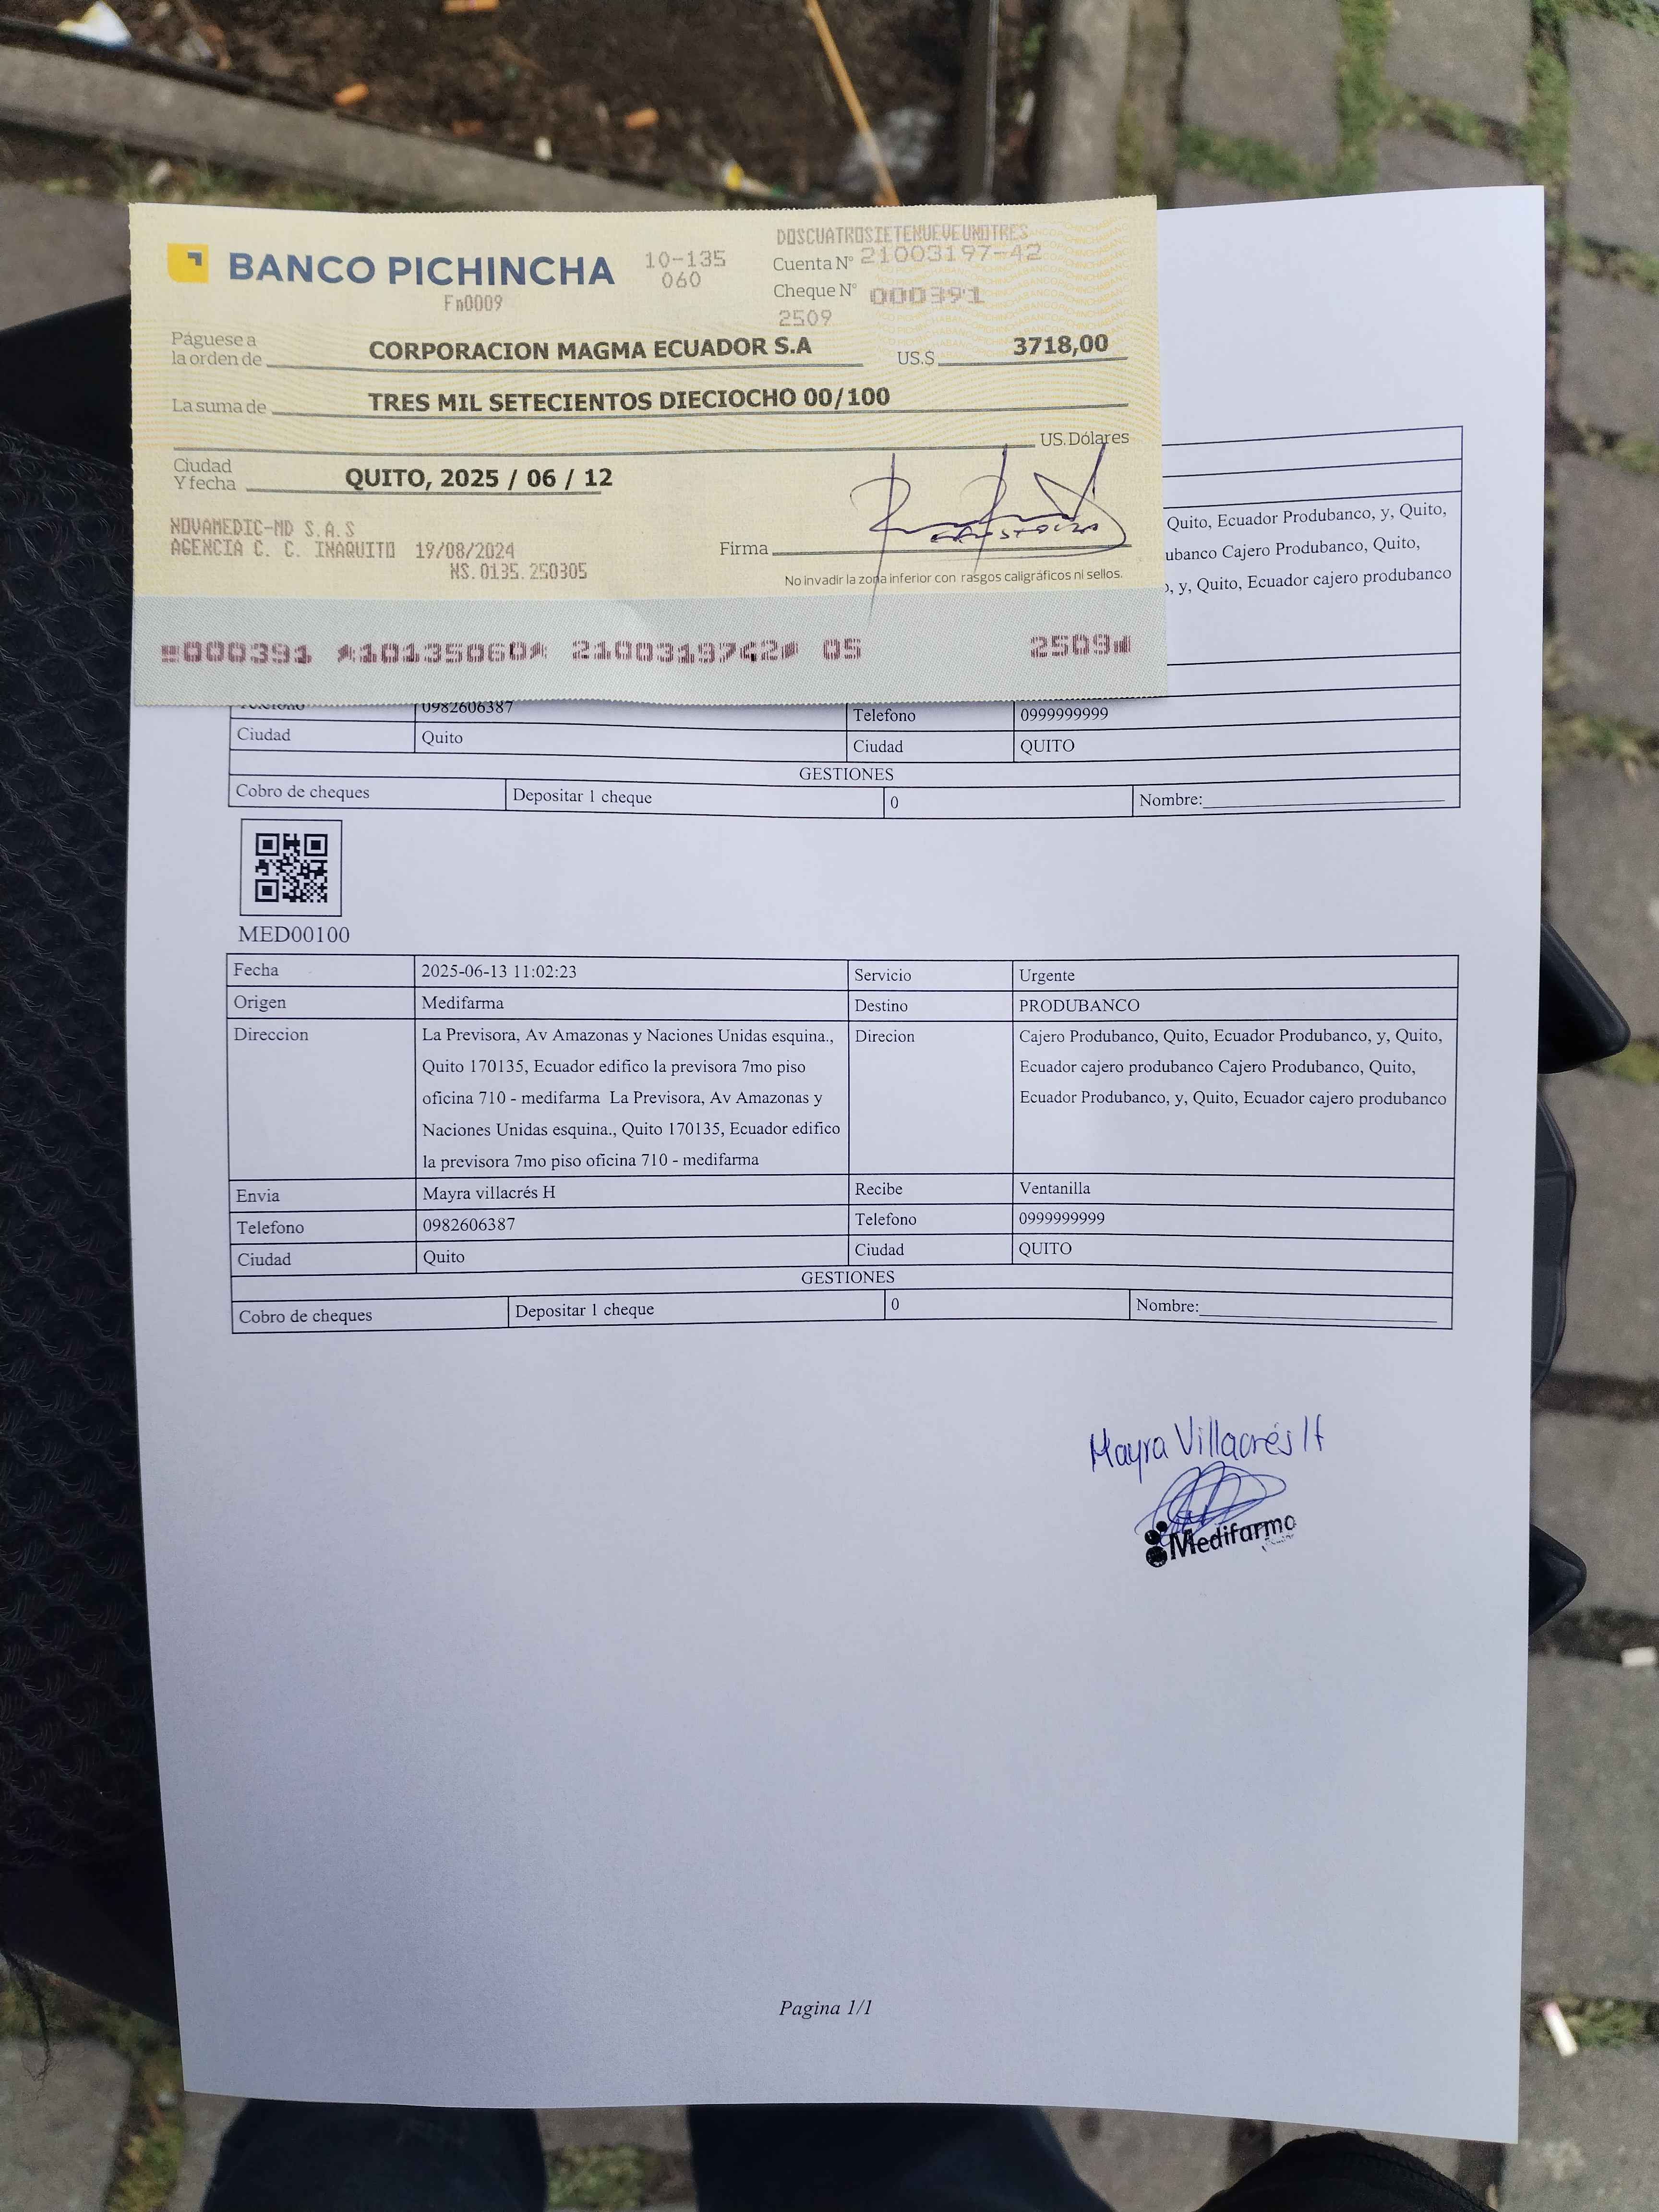 BANCO PICHINCHA
Fn0009
10-135
060
DOSCUATROSIETENUEVEUNOTRES
Cuenta N° 21003197-42
Cheque N° 000391
2509
Páguese a
la orden de CORPORACION MAGMA ECUADOR S.A US.$ 3718,00
La suma de TRES MIL SETECIENTOS DIECIOCHO 00/100
US.Dólares
Ciudad
Y fecha QUITO, 2025 / 06 / 12
NOVAMEDIC-MD S.A.S
AGENCIA C. C. INAQUITO 19/08/2024
NS.0135.250305
Firma
No invadir la zona inferior con rasgos caligráficos ni sellos.
000391 10135060 2100319742 05 2509
Quito, Ecuador Produbanco, y, Quito,
ubanco Cajero Produbanco, Quito,
, y, Quito, Ecuador cajero produbanco
Telefono 0982606387 Telefono 0999999999
Ciudad Quito Ciudad QUITO
GESTIONES
Cobro de cheques Depositar 1 cheque 0 Nombre:
MED00100
Fecha 2025-06-13 11:02:23 Servicio Urgente
Origen Medifarma Destino PRODUBANCO
Direccion La Previsora, Av Amazonas y Naciones Unidas esquina., Direcion Cajero Produbanco, Quito, Ecuador Produbanco, y, Quito,
Quito 170135, Ecuador edifico la previsora 7mo piso Ecuador cajero produbanco Cajero Produbanco, Quito,
oficina 710 - medifarma La Previsora, Av Amazonas y Ecuador Produbanco, y, Quito, Ecuador cajero produbanco
Naciones Unidas esquina., Quito 170135, Ecuador edifico
la previsora 7mo piso oficina 710 - medifarma
Envia Mayra villacrés H Recibe Ventanilla
Telefono 0982606387 Telefono 0999999999
Ciudad Quito Ciudad QUITO
GESTIONES
Cobro de cheques Depositar 1 cheque 0 Nombre:
Mayra Villacrés H
Medifarma
Pagina 1/1